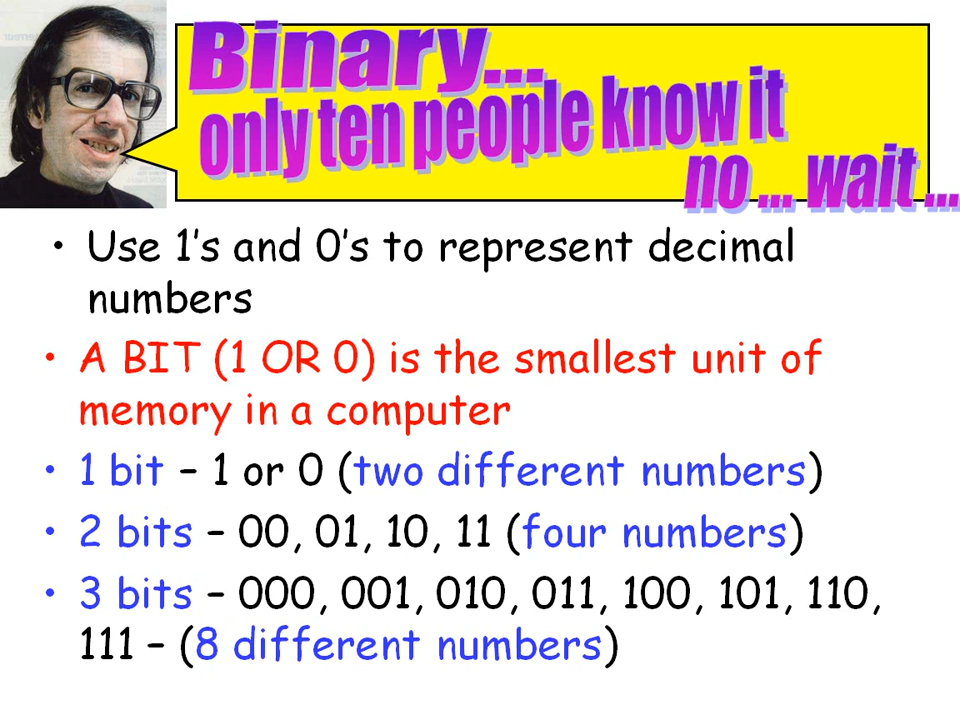 Binary...
only ten people know it
no ... wait ...
• Use 1's and 0's to represent decimal
numbers
• A BIT (1 OR 0) is the smallest unit of
memory in a computer
• 1 bit – 1 or 0 (two different numbers)
• 2 bits – 00, 01, 10, 11 (four numbers)
• 3 bits – 000, 001, 010, 011, 100, 101, 110,
111 – (8 different numbers)